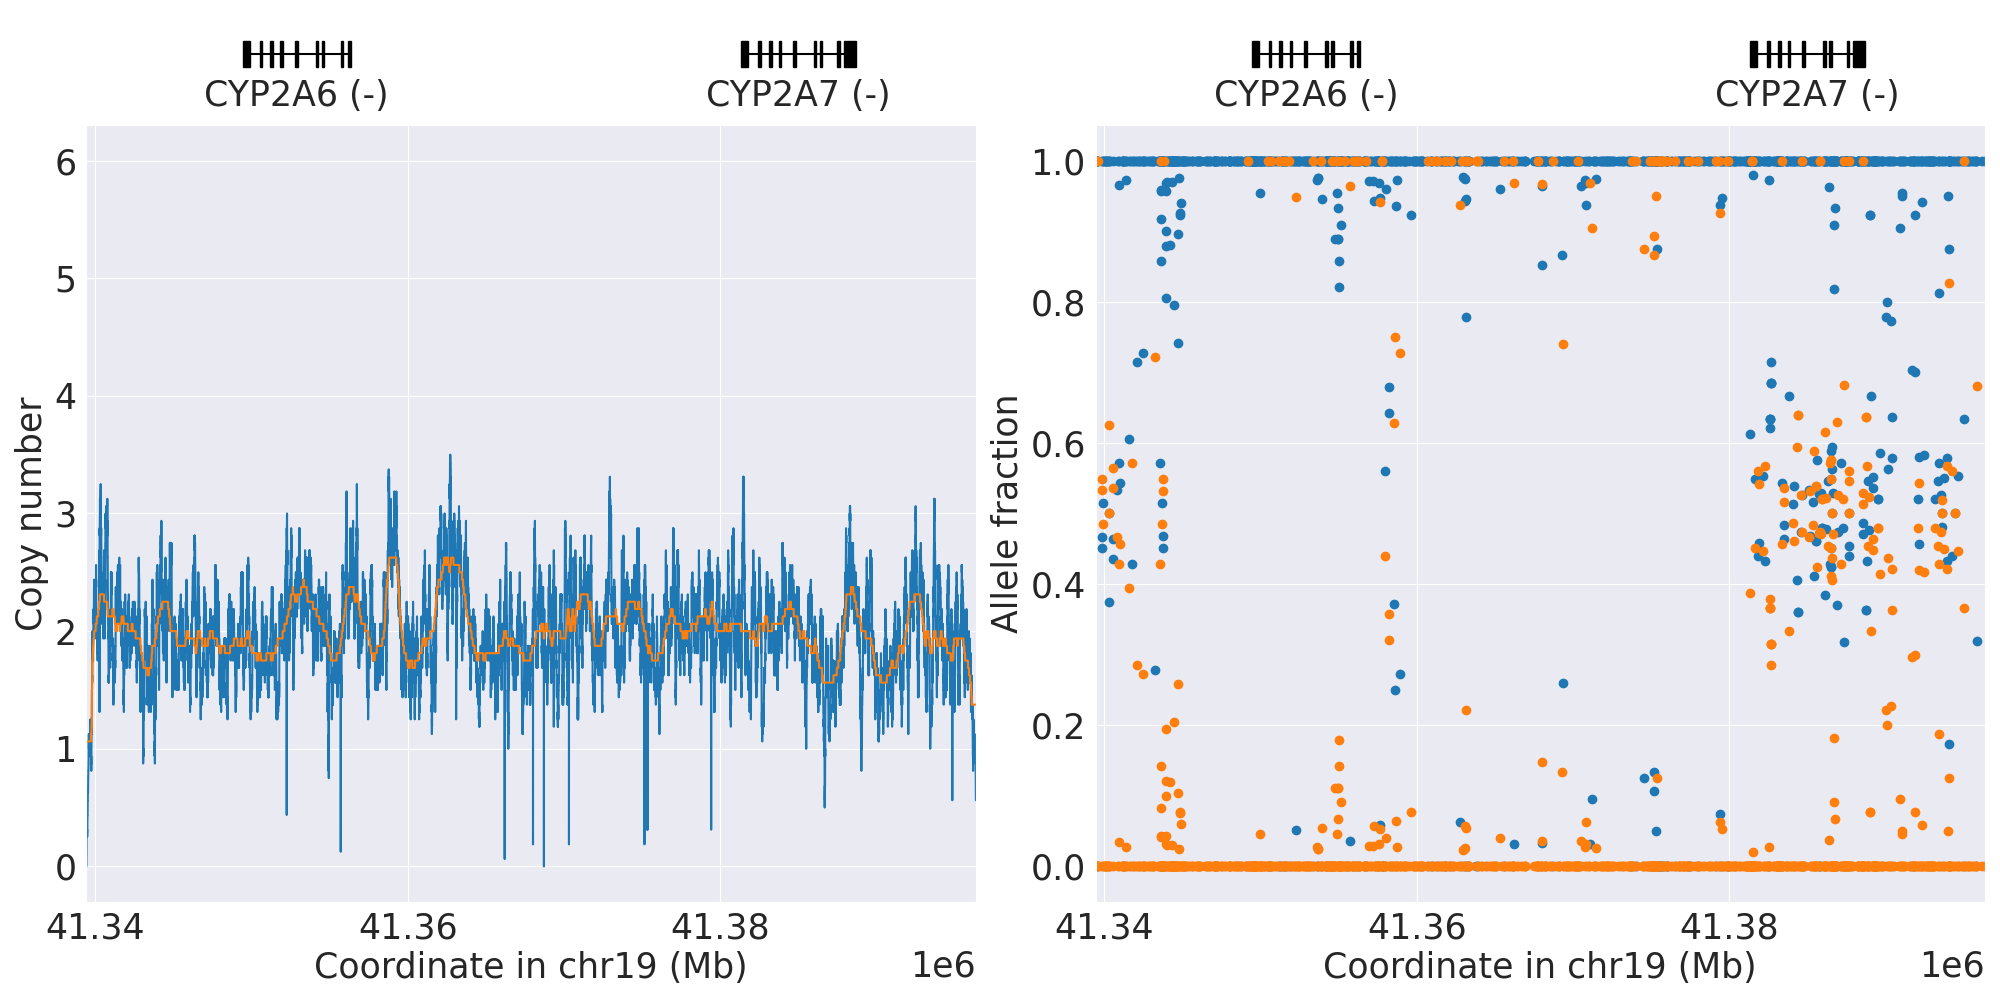 CYP2A6 (-)
CYP2A7 (-)
Copy number
6
5
4
3
2
1
0
41.34
41.36
41.38
Coordinate in chr19 (Mb)
1e6
CYP2A6 (-)
CYP2A7 (-)
Allele fraction
1.0
0.8
0.6
0.4
0.2
0.0
41.34
41.36
41.38
Coordinate in chr19 (Mb)
1e6